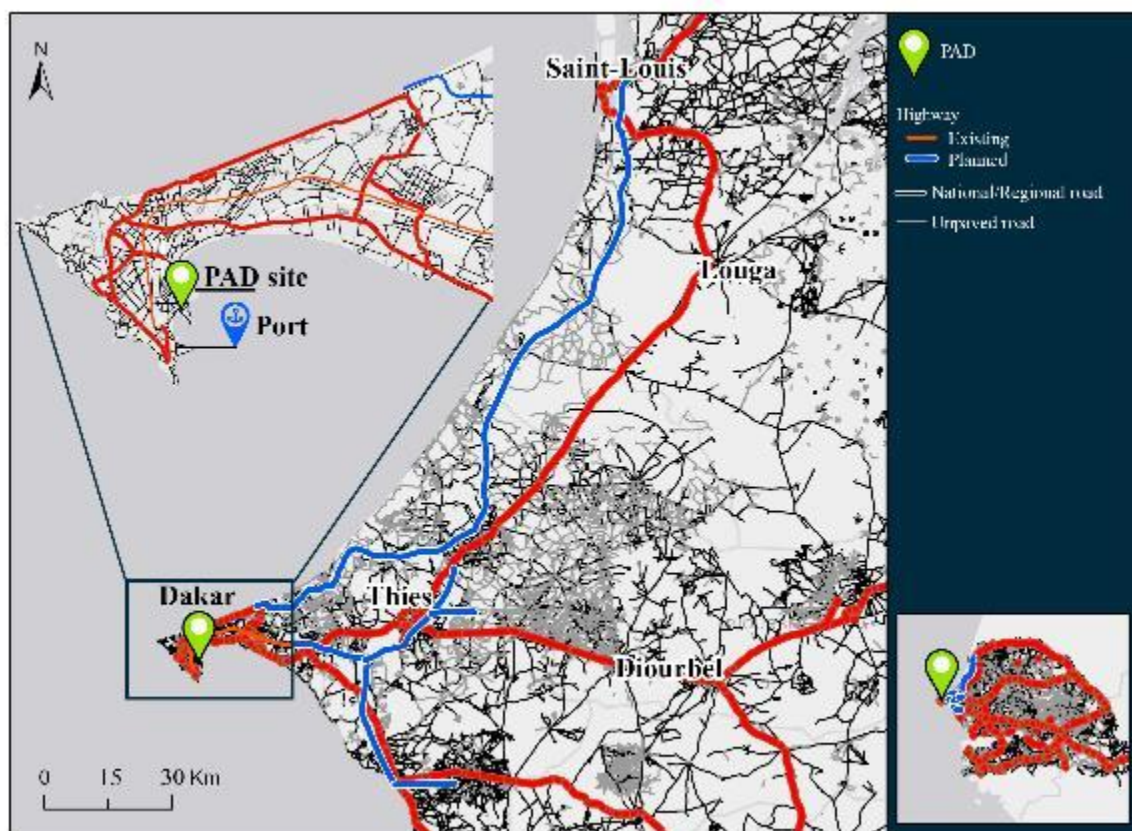 N
Saint-Louis
Louga
PAD site
Port
Dakar
Thies
Diourbel
0 15 30 Km
PAD
Highway
Existing
Planned
National/Regional road
Unpaved road